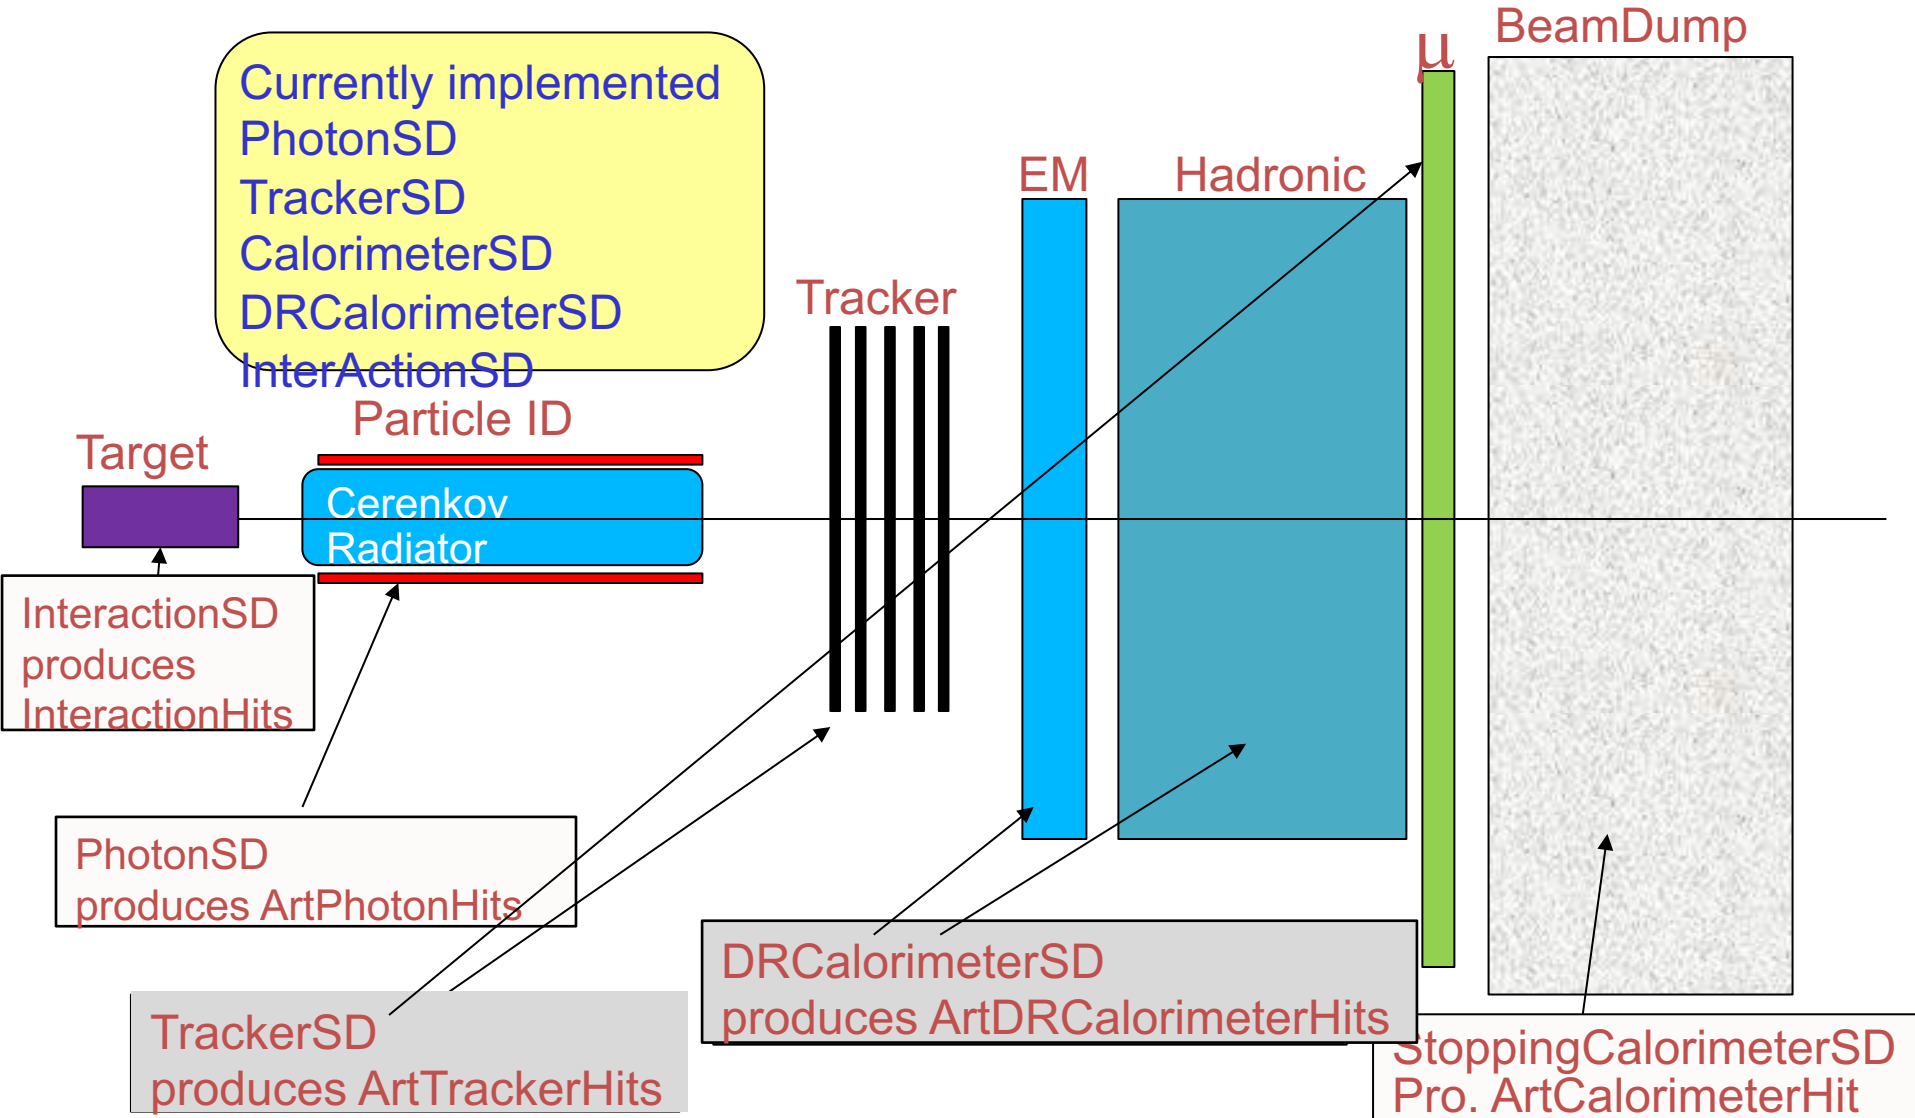 μ
BeamDump
Currently implemented
PhotonSD
TrackerSD
CalorimeterSD
DRCalorimeterSD
InterActionSD
EM
Hadronic
Tracker
Particle ID
Target
Cerenkov
Radiator
InteractionSD
produces
InteractionHits
PhotonSD
produces ArtPhotonHits
DRCalorimeterSD
produces ArtDRCalorimeterHits
TrackerSD
produces ArtTrackerHits
StoppingCalorimeterSD
Pro. ArtCalorimeterHit